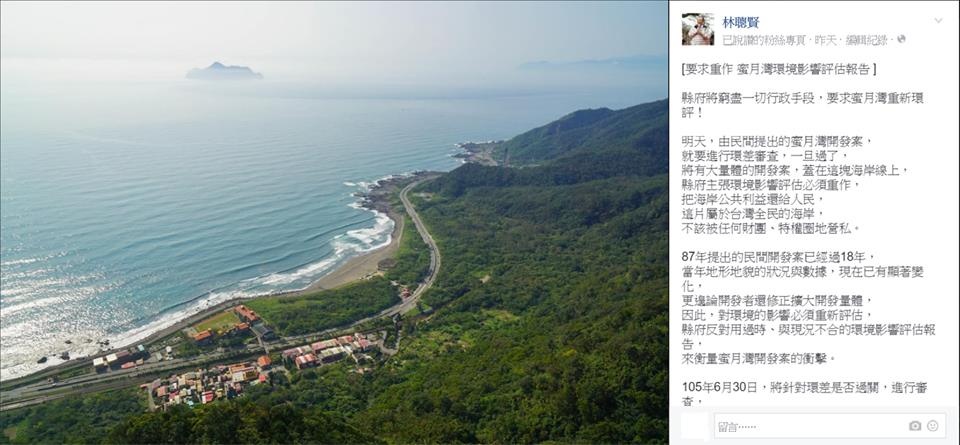 林聰賢
已說讚的粉絲專頁．昨天．編輯紀錄．
[要求重作 蜜月灣環境影響評估報告 ]
縣府將窮盡一切行政手段，要求蜜月灣重新環
評！
明天，由民間提出的蜜月灣開發案，
就要進行環差審查，一旦過了，
將有大量體的開發案，蓋在這塊海岸線上，
縣府主張環境影響評估必須重作，
把海岸公共利益還給人民，
這片屬於台灣全民的海岸，
不該被任何財團、特權圈地營私。
87年提出的民間開發案已經過18年，
當年地形地貌的狀況與數據，現在已有顯著變
化，
更遑論開發者還修正擴大開發量體，
因此，對環境的影響必須重新評估，
縣府反對用過時、與現況不合的環境影響評估報
告，
來衡量蜜月灣開發案的衝擊。
105年6月30日，將針對環差是否過關，進行審
查，
留言⋯⋯